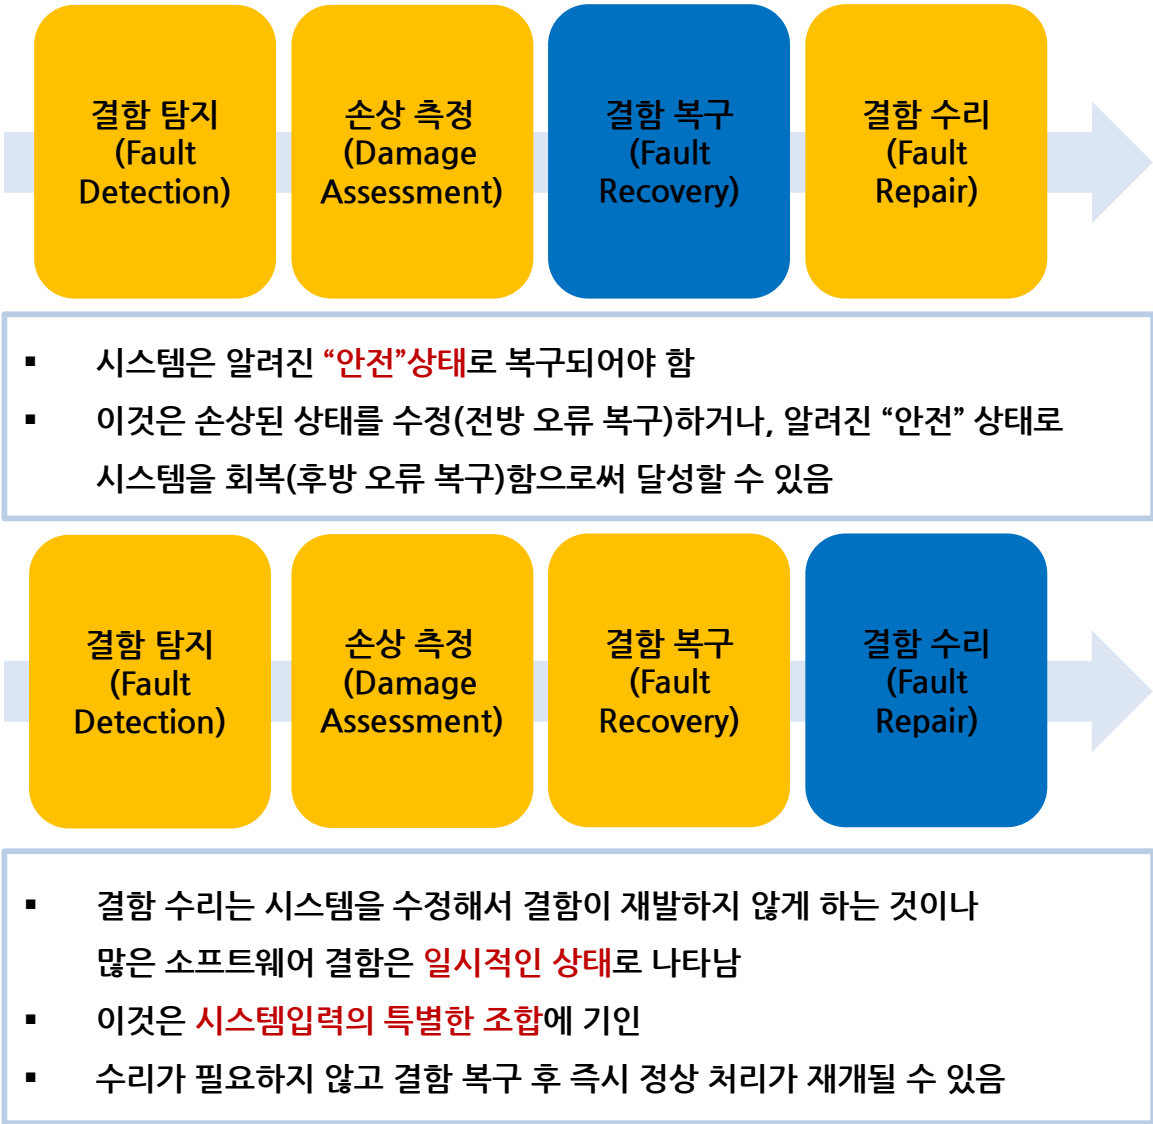 결함 탐지
(Fault
Detection)
손상 측정
(Damage
Assessment)
결함 복구
(Fault
Recovery)
결함 수리
(Fault
Repair)
▪ 시스템은 알려진 “안전”상태로 복구되어야 함
▪ 이것은 손상된 상태를 수정(전방 오류 복구)하거나, 알려진 “안전” 상태로
시스템을 회복(후방 오류 복구)함으로써 달성할 수 있음
결함 탐지
(Fault
Detection)
손상 측정
(Damage
Assessment)
결함 복구
(Fault
Recovery)
결함 수리
(Fault
Repair)
▪ 결함 수리는 시스템을 수정해서 결함이 재발하지 않게 하는 것이나
많은 소프트웨어 결함은 일시적인 상태로 나타남
▪ 이것은 시스템입력의 특별한 조합에 기인
▪ 수리가 필요하지 않고 결함 복구 후 즉시 정상 처리가 재개될 수 있음